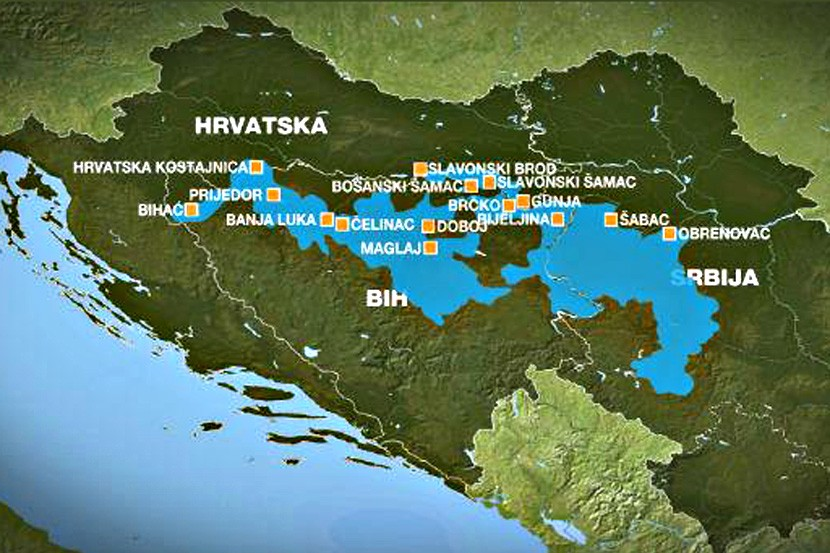 HRVATSKA
HRVATSKA KOSTAJNICA
SLAVONSKI BROD
BOSANSKI ŠAMAC
SLAVONSKI ŠAMAC
PRIJEDOR
BIHAĆ
BRČKO
GUNJA
BANJA LUKA
ČELINAC
DOBOJ
BIJELJINA
ŠABAC
OBRENOVAC
MAGLAJ
SRBIJA
BIH